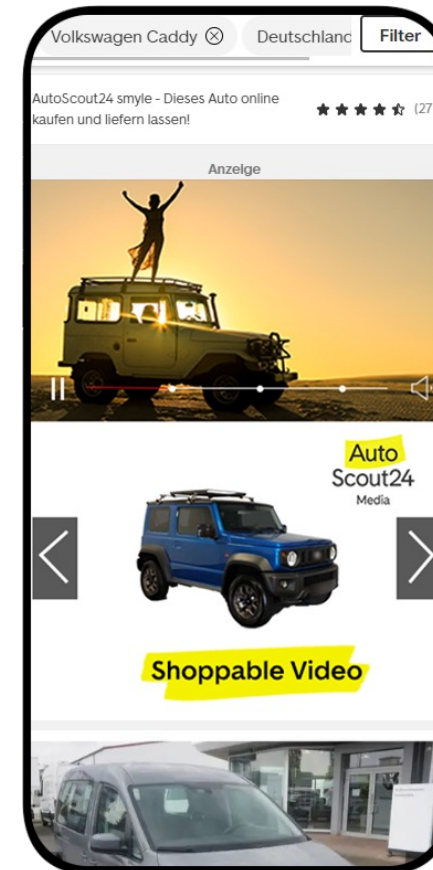 Volkswagen Caddy
Deutschland
Filter
AutoScout24 smyle - Dieses Auto online
kaufen und liefern lassen!
(27
Anzeige
Auto
Scout24
Media
Shoppable Video